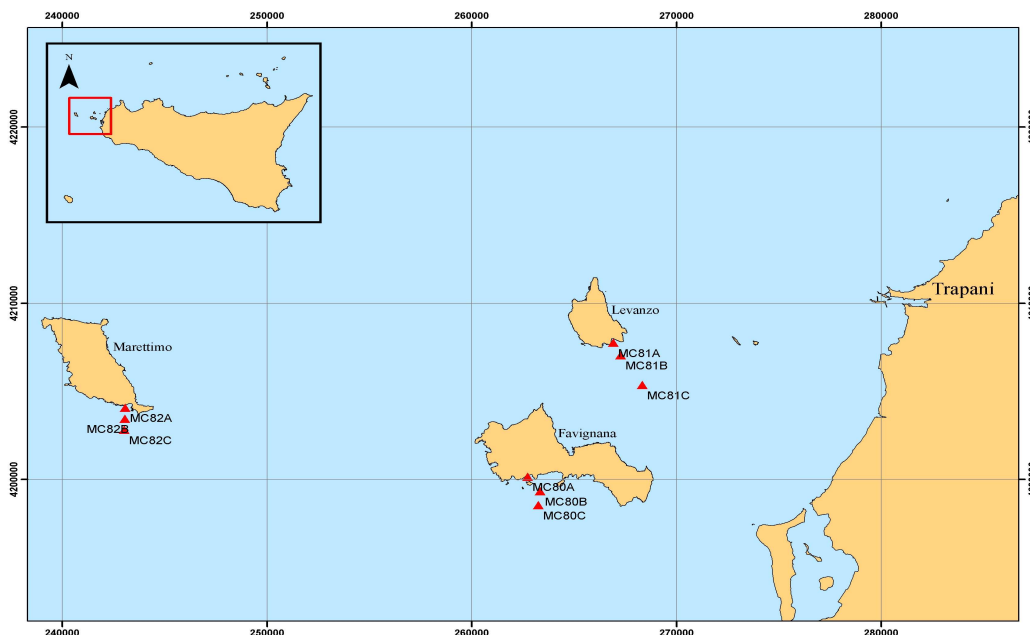 240000
250000
260000
270000
280000
N
4220000
4210000
Trapani
Levanzo
Marettimo
MC81A
MC81B
MC81C
MC82A
MC82B
MC82C
Favignana
4200000
MC80A
MC80B
MC80C
240000
250000
260000
270000
280000